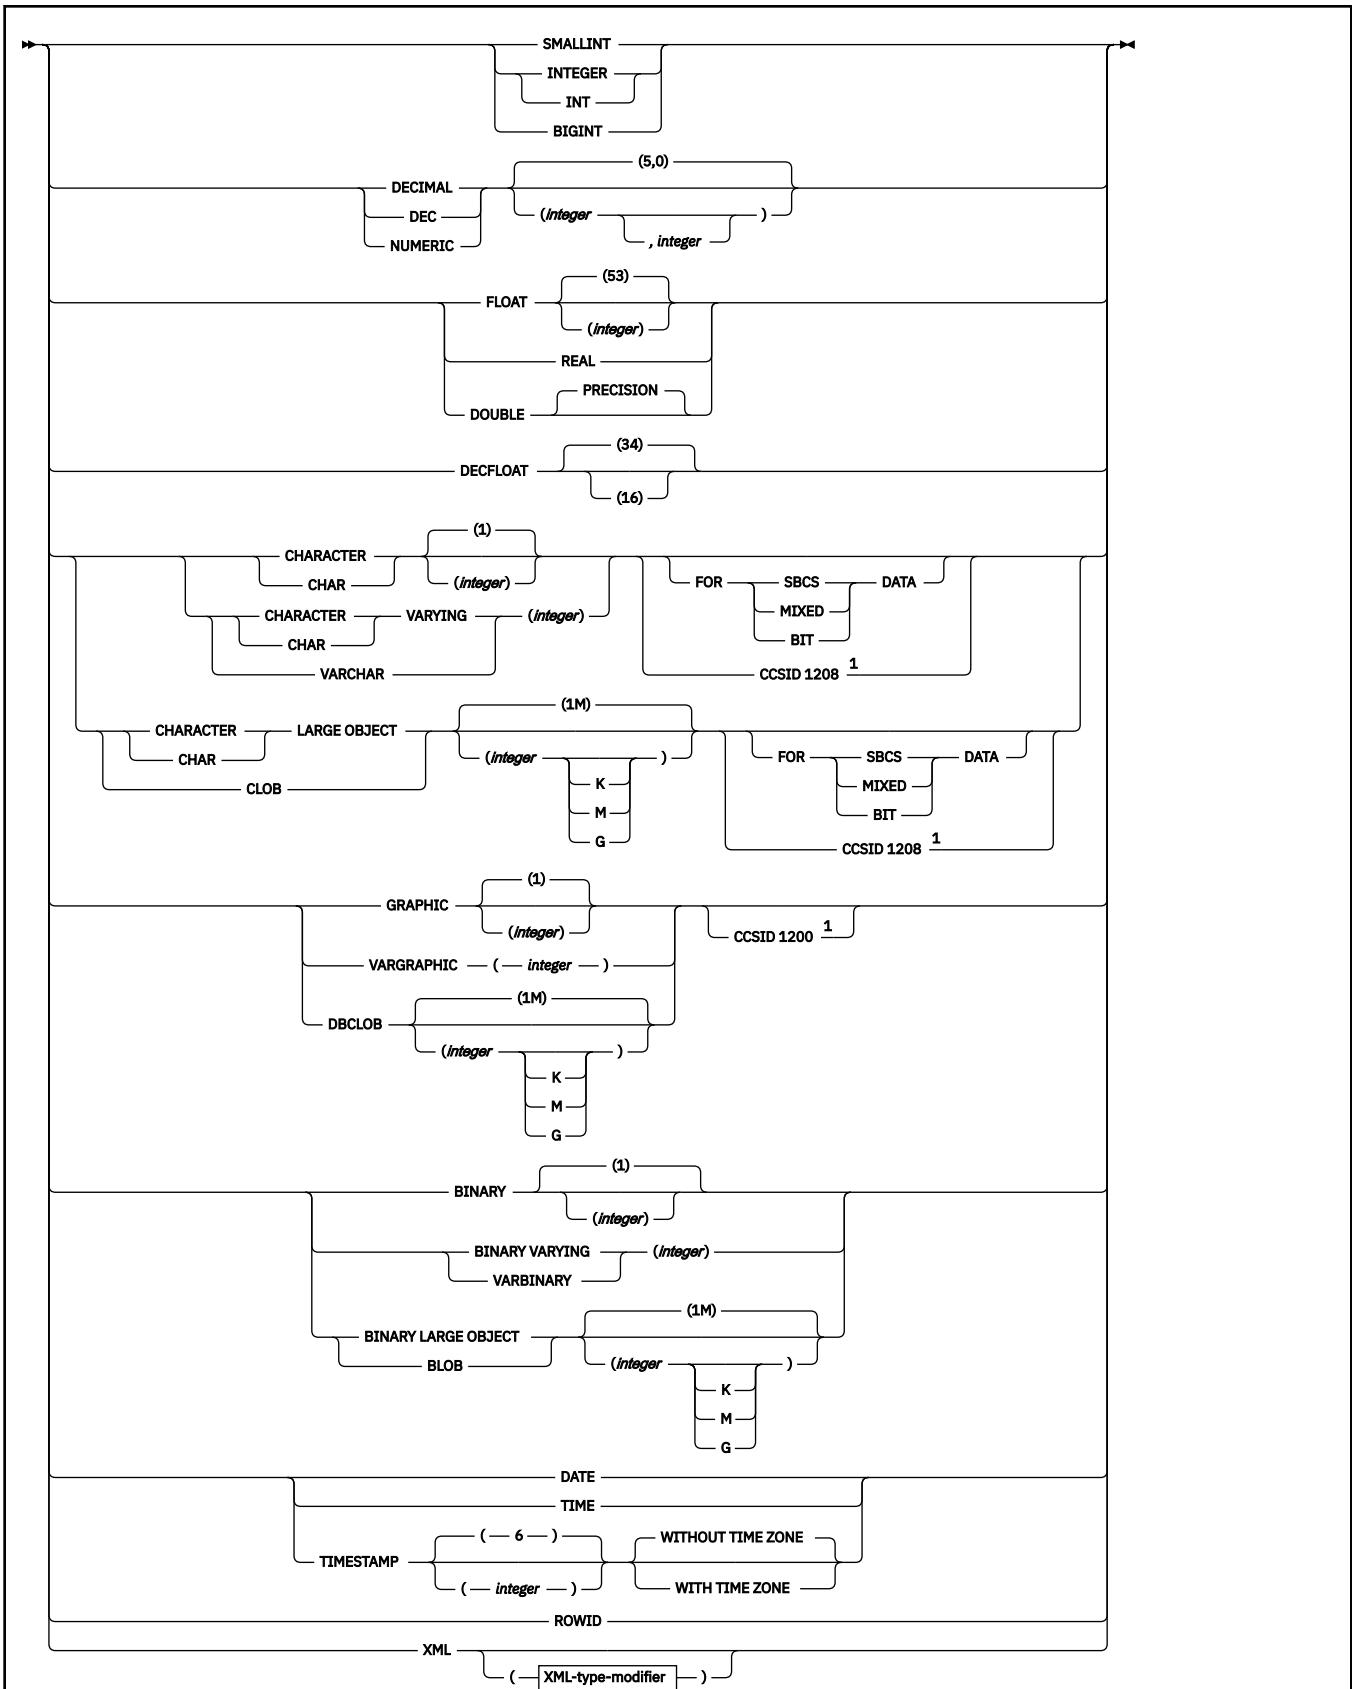 SMALLINT
INTEGER
INT
BIGINT
(5,0)
DECIMAL
DEC (integer )
NUMERIC , integer
(53)
FLOAT
(integer)
REAL
PRECISION
DOUBLE
(34)
DECFLOAT
(16)
(1)
CHARACTER FOR SBCS DATA
CHAR (integer) MIXED
CHARACTER VARYING (integer)
CHAR BIT
VARCHAR CCSID 1208 1
(1M)
CHARACTER LARGE OBJECT
CHAR (integer ) FOR SBCS DATA
CLOB K MIXED
M BIT
G CCSID 1208 1
(1)
GRAPHIC
(integer) CCSID 1200 1
VARGRAPHIC ( integer )
(1M)
DBCLOB
(integer )
K
M
G
(1)
BINARY
(integer)
BINARY VARYING (integer)
VARBINARY
(1M)
BINARY LARGE OBJECT
BLOB (integer )
K
M
G
DATE
TIME
( 6 ) WITHOUT TIME ZONE
TIMESTAMP
( integer ) WITH TIME ZONE
ROWID
XML
( XML-type-modifier )